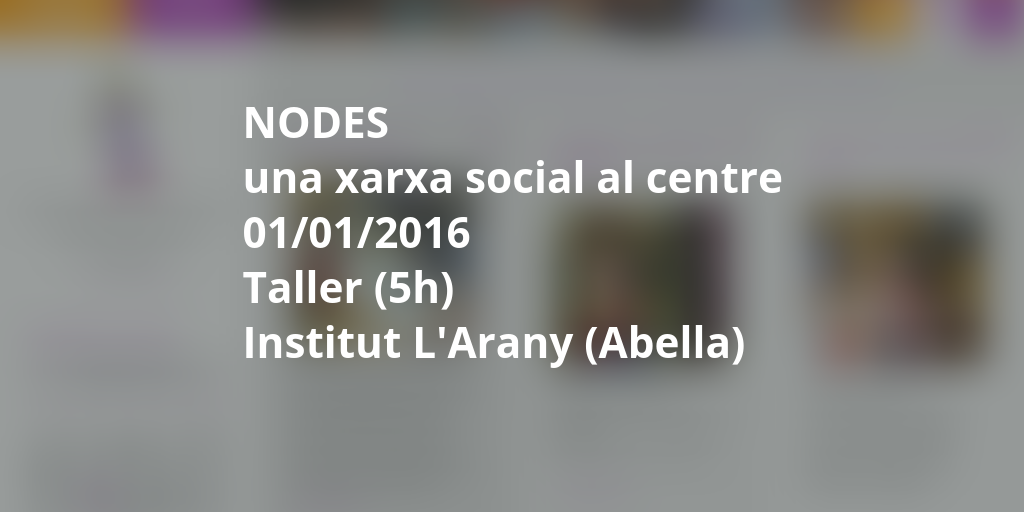 NODES
una xarxa social al centre
01/01/2016
Taller (5h)
Institut L'Arany (Abella)